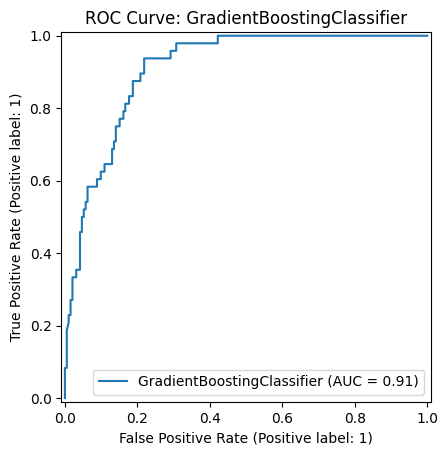 ROC Curve: GradientBoostingClassifier
True Positive Rate (Positive label: 1)
1.0
0.8
0.6
0.4
0.2
0.0
GradientBoostingClassifier (AUC = 0.91)
0.0 0.2 0.4 0.6 0.8 1.0
False Positive Rate (Positive label: 1)